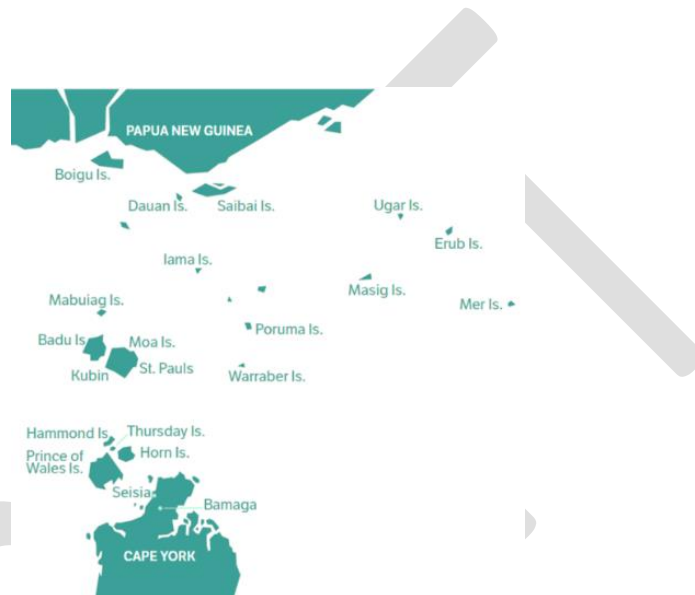 PAPUA NEW GUINEA
Boigu Is.
Dauan Is.
Saibai Is.
Ugar Is.
Erub Is.
Iama Is.
Masig Is.
Mabuiag Is.
Mer Is.
Poruma Is.
Badu Is
Moa Is.
Kubin
St. Pauls
Warraber Is.
Hammond Is.
Thursday Is.
Prince of
Wales Is.
Horn Is.
Seisia
Bamaga
CAPE YORK